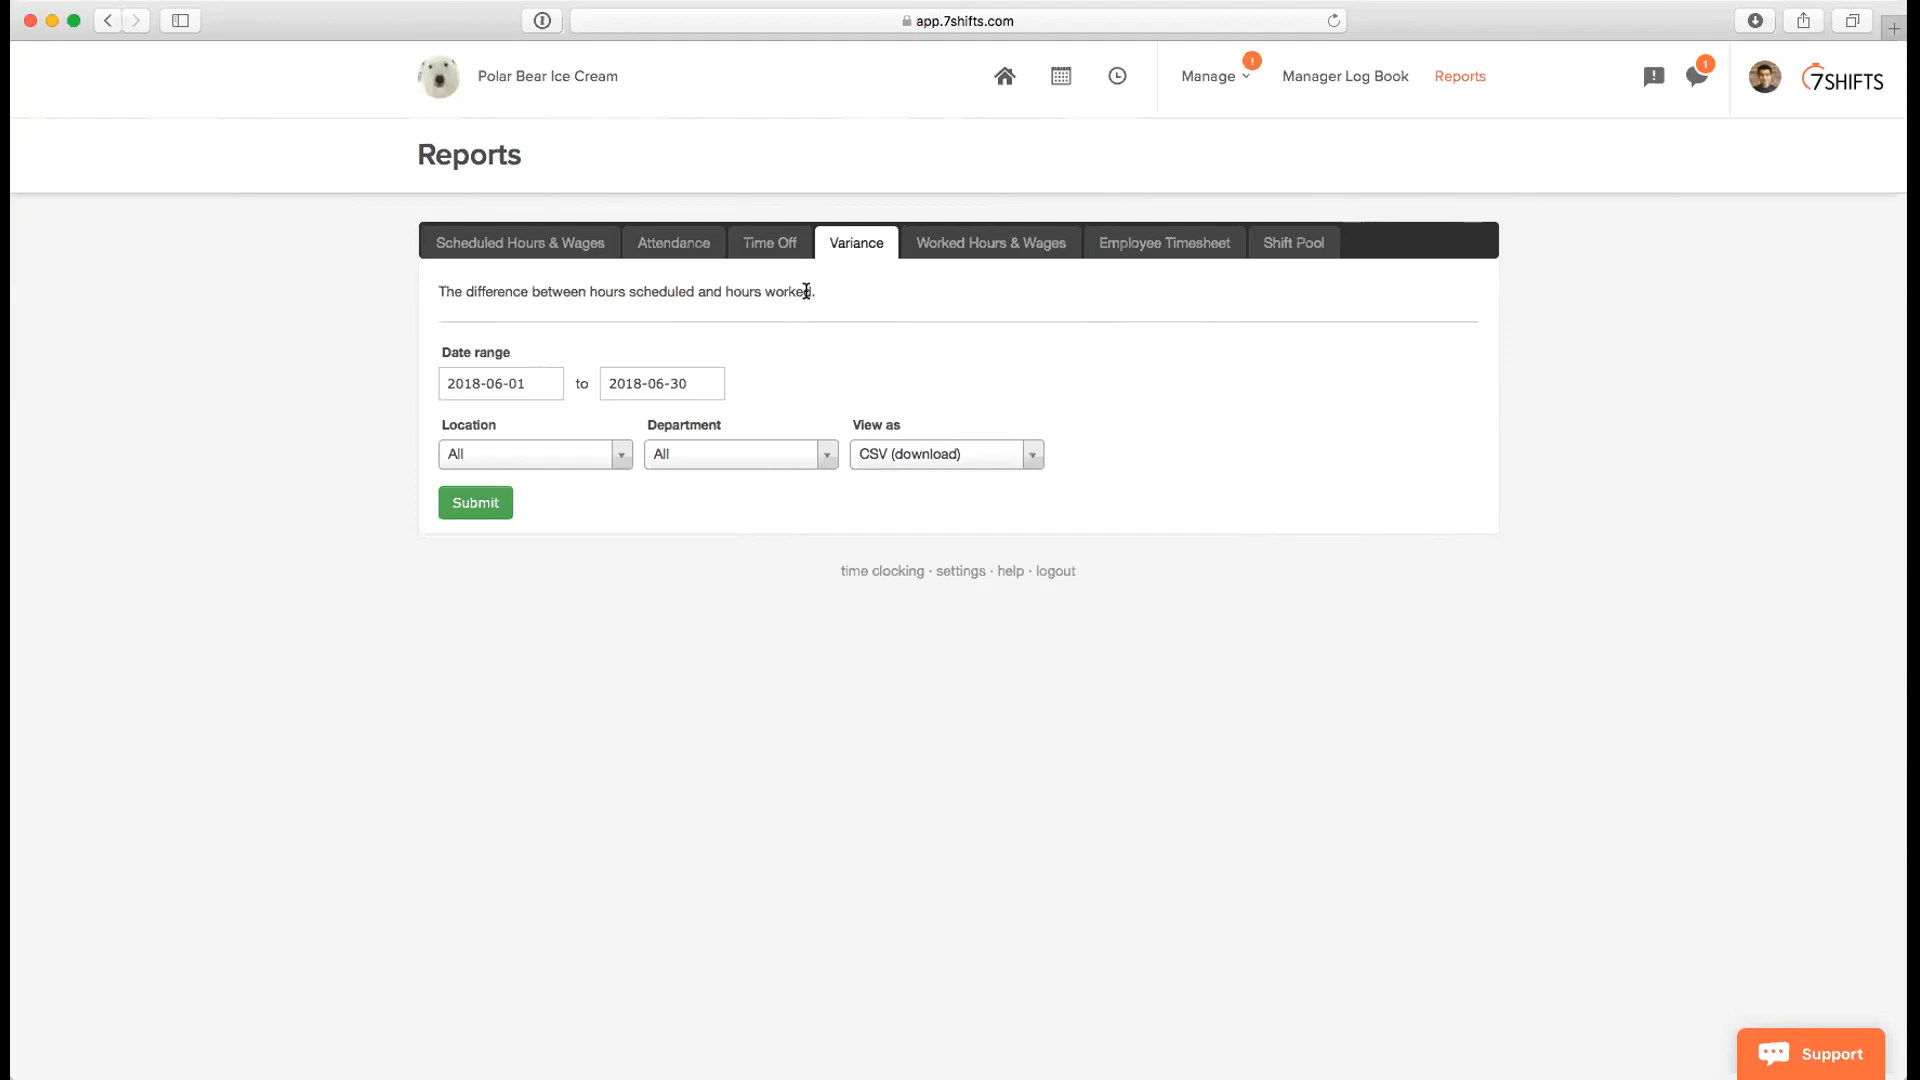 app.7shifts.com
Polar Bear Ice Cream
Manage
!
Manager Log Book
Reports
1
7SHIFTS
Reports
Scheduled Hours & Wages
Attendance
Time Off
Variance
Worked Hours & Wages
Employee Timesheet
Shift Pool
The difference between hours scheduled and hours worked.
Date range
2018-06-01 to 2018-06-30
Location
Department
View as
All
All
CSV (download)
Submit
time clocking · settings · help · logout
Support